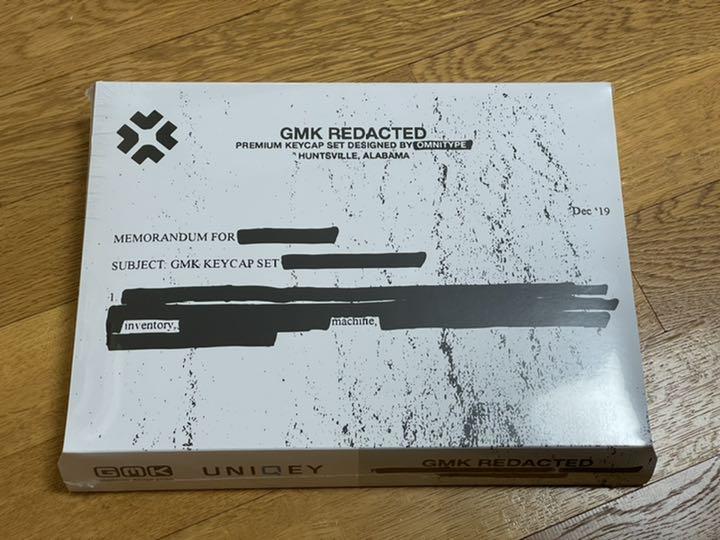 GMK REDACTED
PREMIUM KEYCAP SET DESIGNED BY OMNITYPE
HUNTSVILLE, ALABAMA
Dec '19
MEMORANDUM FOR
SUBJECT: GMK KEYCAP SET
1.
inventory,
machine,
GMK
UNIQEY
GMK REDACTED